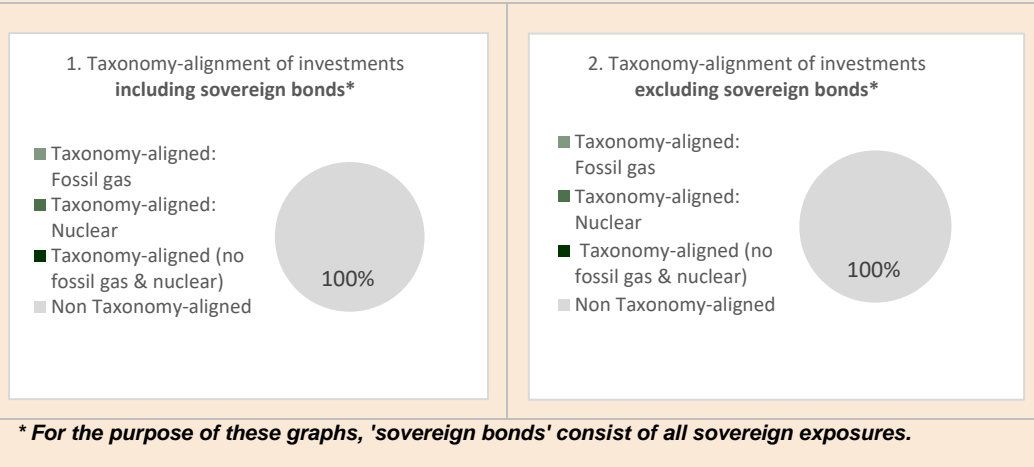 1. Taxonomy-alignment of investments
including sovereign bonds*
Taxonomy-aligned:
Fossil gas
Taxonomy-aligned:
Nuclear
Taxonomy-aligned (no
fossil gas & nuclear)
Non Taxonomy-aligned
100%
2. Taxonomy-alignment of investments
excluding sovereign bonds*
Taxonomy-aligned:
Fossil gas
Taxonomy-aligned:
Nuclear
Taxonomy-aligned (no
fossil gas & nuclear)
Non Taxonomy-aligned
100%
* For the purpose of these graphs, 'sovereign bonds' consist of all sovereign exposures.